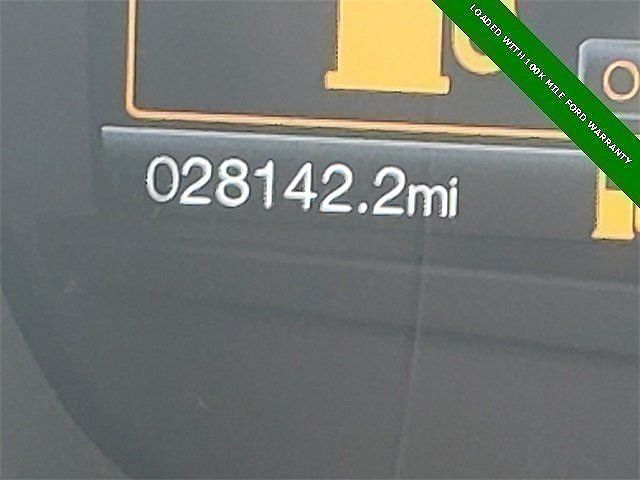 LOADED WITH 100K MILE FORD WARRANTY
028142.2mi